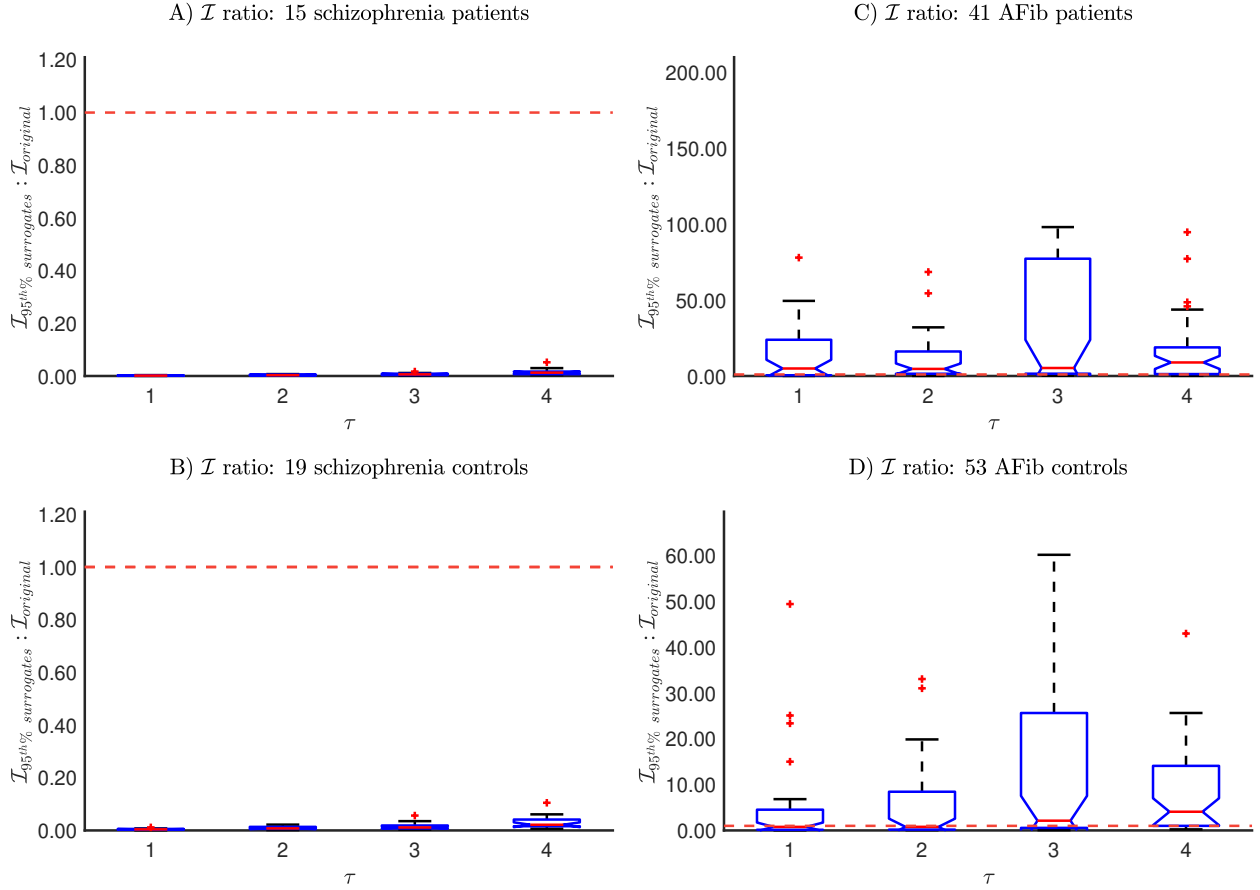 A) ℐ ratio: 15 schizophrenia patients
1.20
1.00
0.80
0.60
0.40
0.20
0.00
ℐ95th% surrogates : ℐoriginal
1 2 3 4
τ
C) ℐ ratio: 41 AFib patients
200.00
150.00
100.00
50.00
0.00
ℐ95th% surrogates : ℐoriginal
1 2 3 4
τ
B) ℐ ratio: 19 schizophrenia controls
1.20
1.00
0.80
0.60
0.40
0.20
0.00
ℐ95th% surrogates : ℐoriginal
1 2 3 4
τ
D) ℐ ratio: 53 AFib controls
60.00
50.00
40.00
30.00
20.00
10.00
0.00
ℐ95th% surrogates : ℐoriginal
1 2 3 4
τ